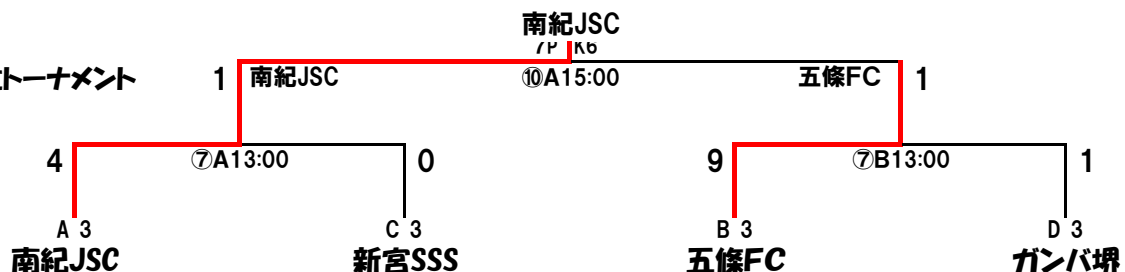 南紀JSC
7P K6
トーナメント 1 南紀JSC ⑩A15:00 五條FC 1
4 ⑦A13:00 0 9 ⑦B13:00 1
A 3 C 3 B 3 D 3
南紀JSC 新宮SSS 五條FC ガンバ堺